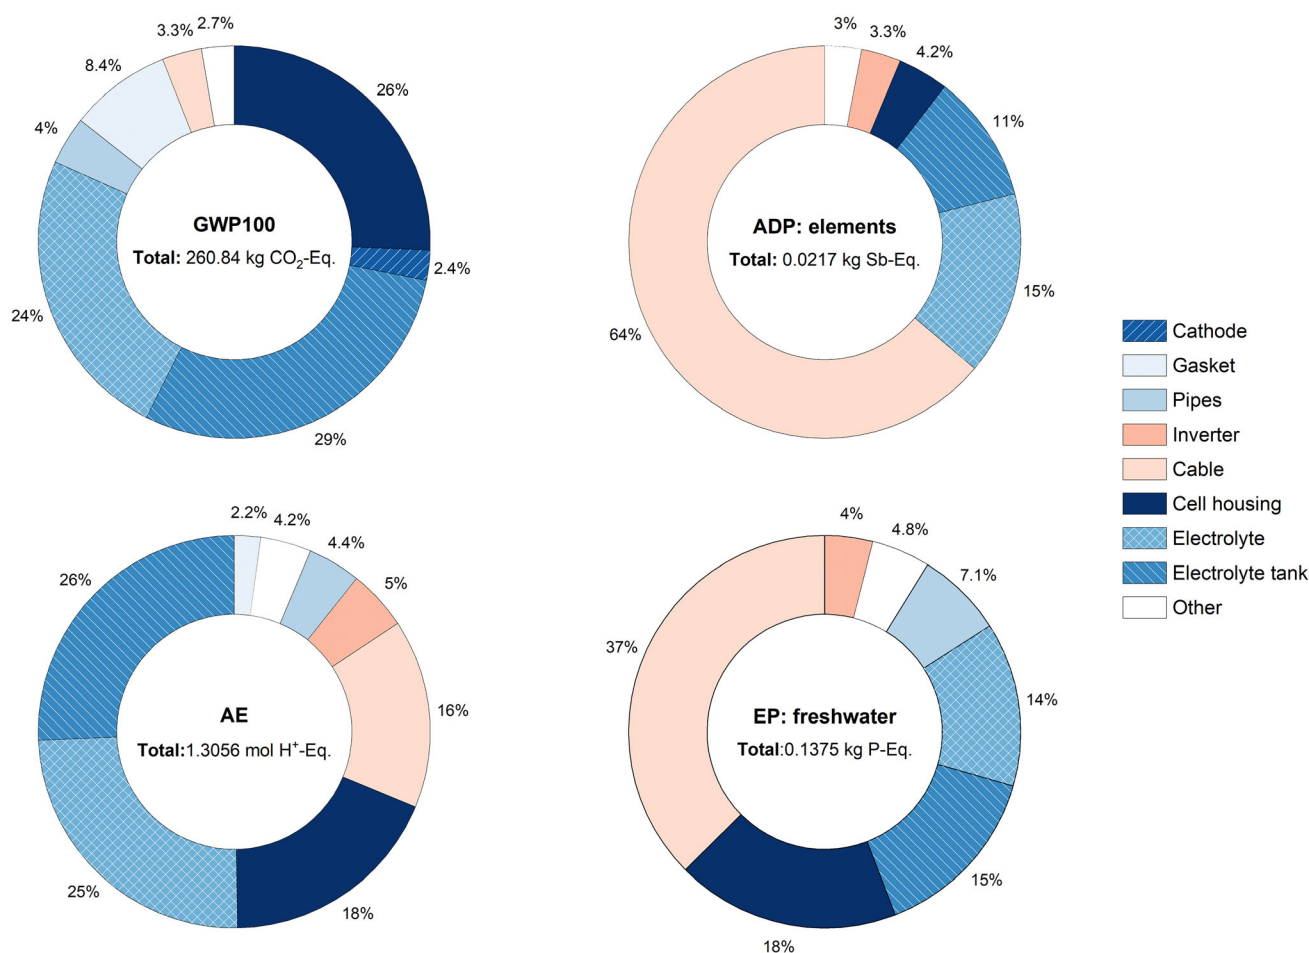 3.3%
2.7%
8.4%
26%
4%
GWP100
Total: 260.84 kg CO₂-Eq.
2.4%
24%
29%
3%
3.3%
4.2%
11%
ADP: elements
Total: 0.0217 kg Sb-Eq.
15%
64%
Cathode
Gasket
Pipes
Inverter
Cable
Cell housing
Electrolyte
Electrolyte tank
Other
2.2%
4.2%
4.4%
26%
5%
16%
AE
Total:1.3056 mol H⁺-Eq.
25%
18%
4%
4.8%
7.1%
37%
14%
EP: freshwater
Total:0.1375 kg P-Eq.
15%
18%